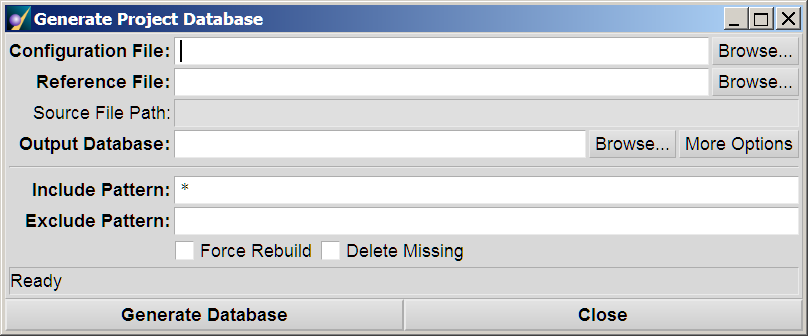 Generate Project Database
Configuration File: Browse...
Reference File: Browse...
Source File Path:
Output Database: Browse... More Options
Include Pattern: *
Exclude Pattern:
Force Rebuild Delete Missing
Ready
Generate Database Close